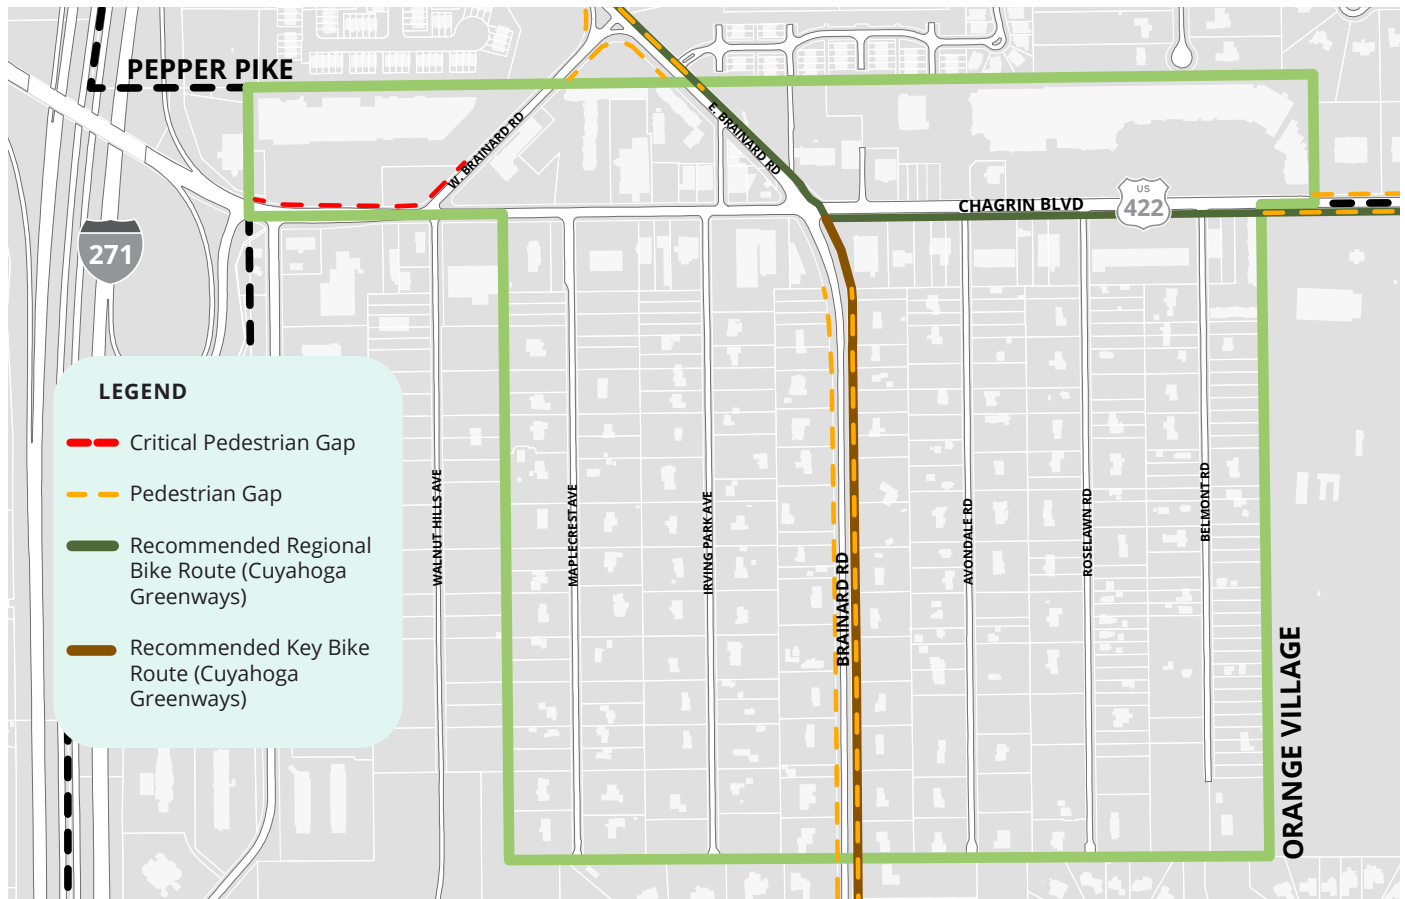 PEPPER PIKE
W. BRAINARD RD
E. BRAINARD RD
CHAGRIN BLVD
US
422
271
LEGEND
Critical Pedestrian Gap
Pedestrian Gap
Recommended Regional
Bike Route (Cuyahoga
Greenways)
Recommended Key Bike
Route (Cuyahoga
Greenways)
WALNUT HILLS AVE
MAPLECREST AVE
IRVING PARK AVE
BRAINARD RD
AVONDALE RD
ROSELAWN RD
BELMONT RD
ORANGE VILLAGE